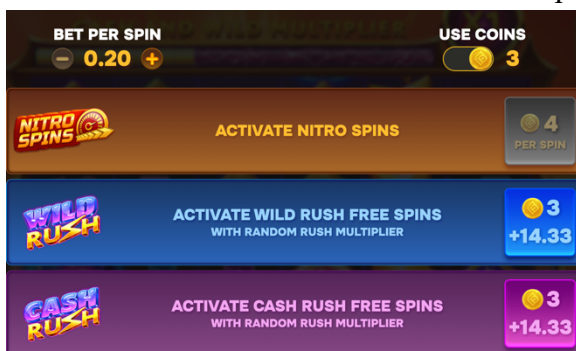 BET PER SPIN
0.20
USE COINS
3
NITRO SPINS
ACTIVATE NITRO SPINS
4
PER SPIN
WILD RUSH
ACTIVATE WILD RUSH FREE SPINS
WITH RANDOM RUSH MULTIPLIER
3
+14.33
CASH RUSH
ACTIVATE CASH RUSH FREE SPINS
WITH RANDOM RUSH MULTIPLIER
3
+14.33